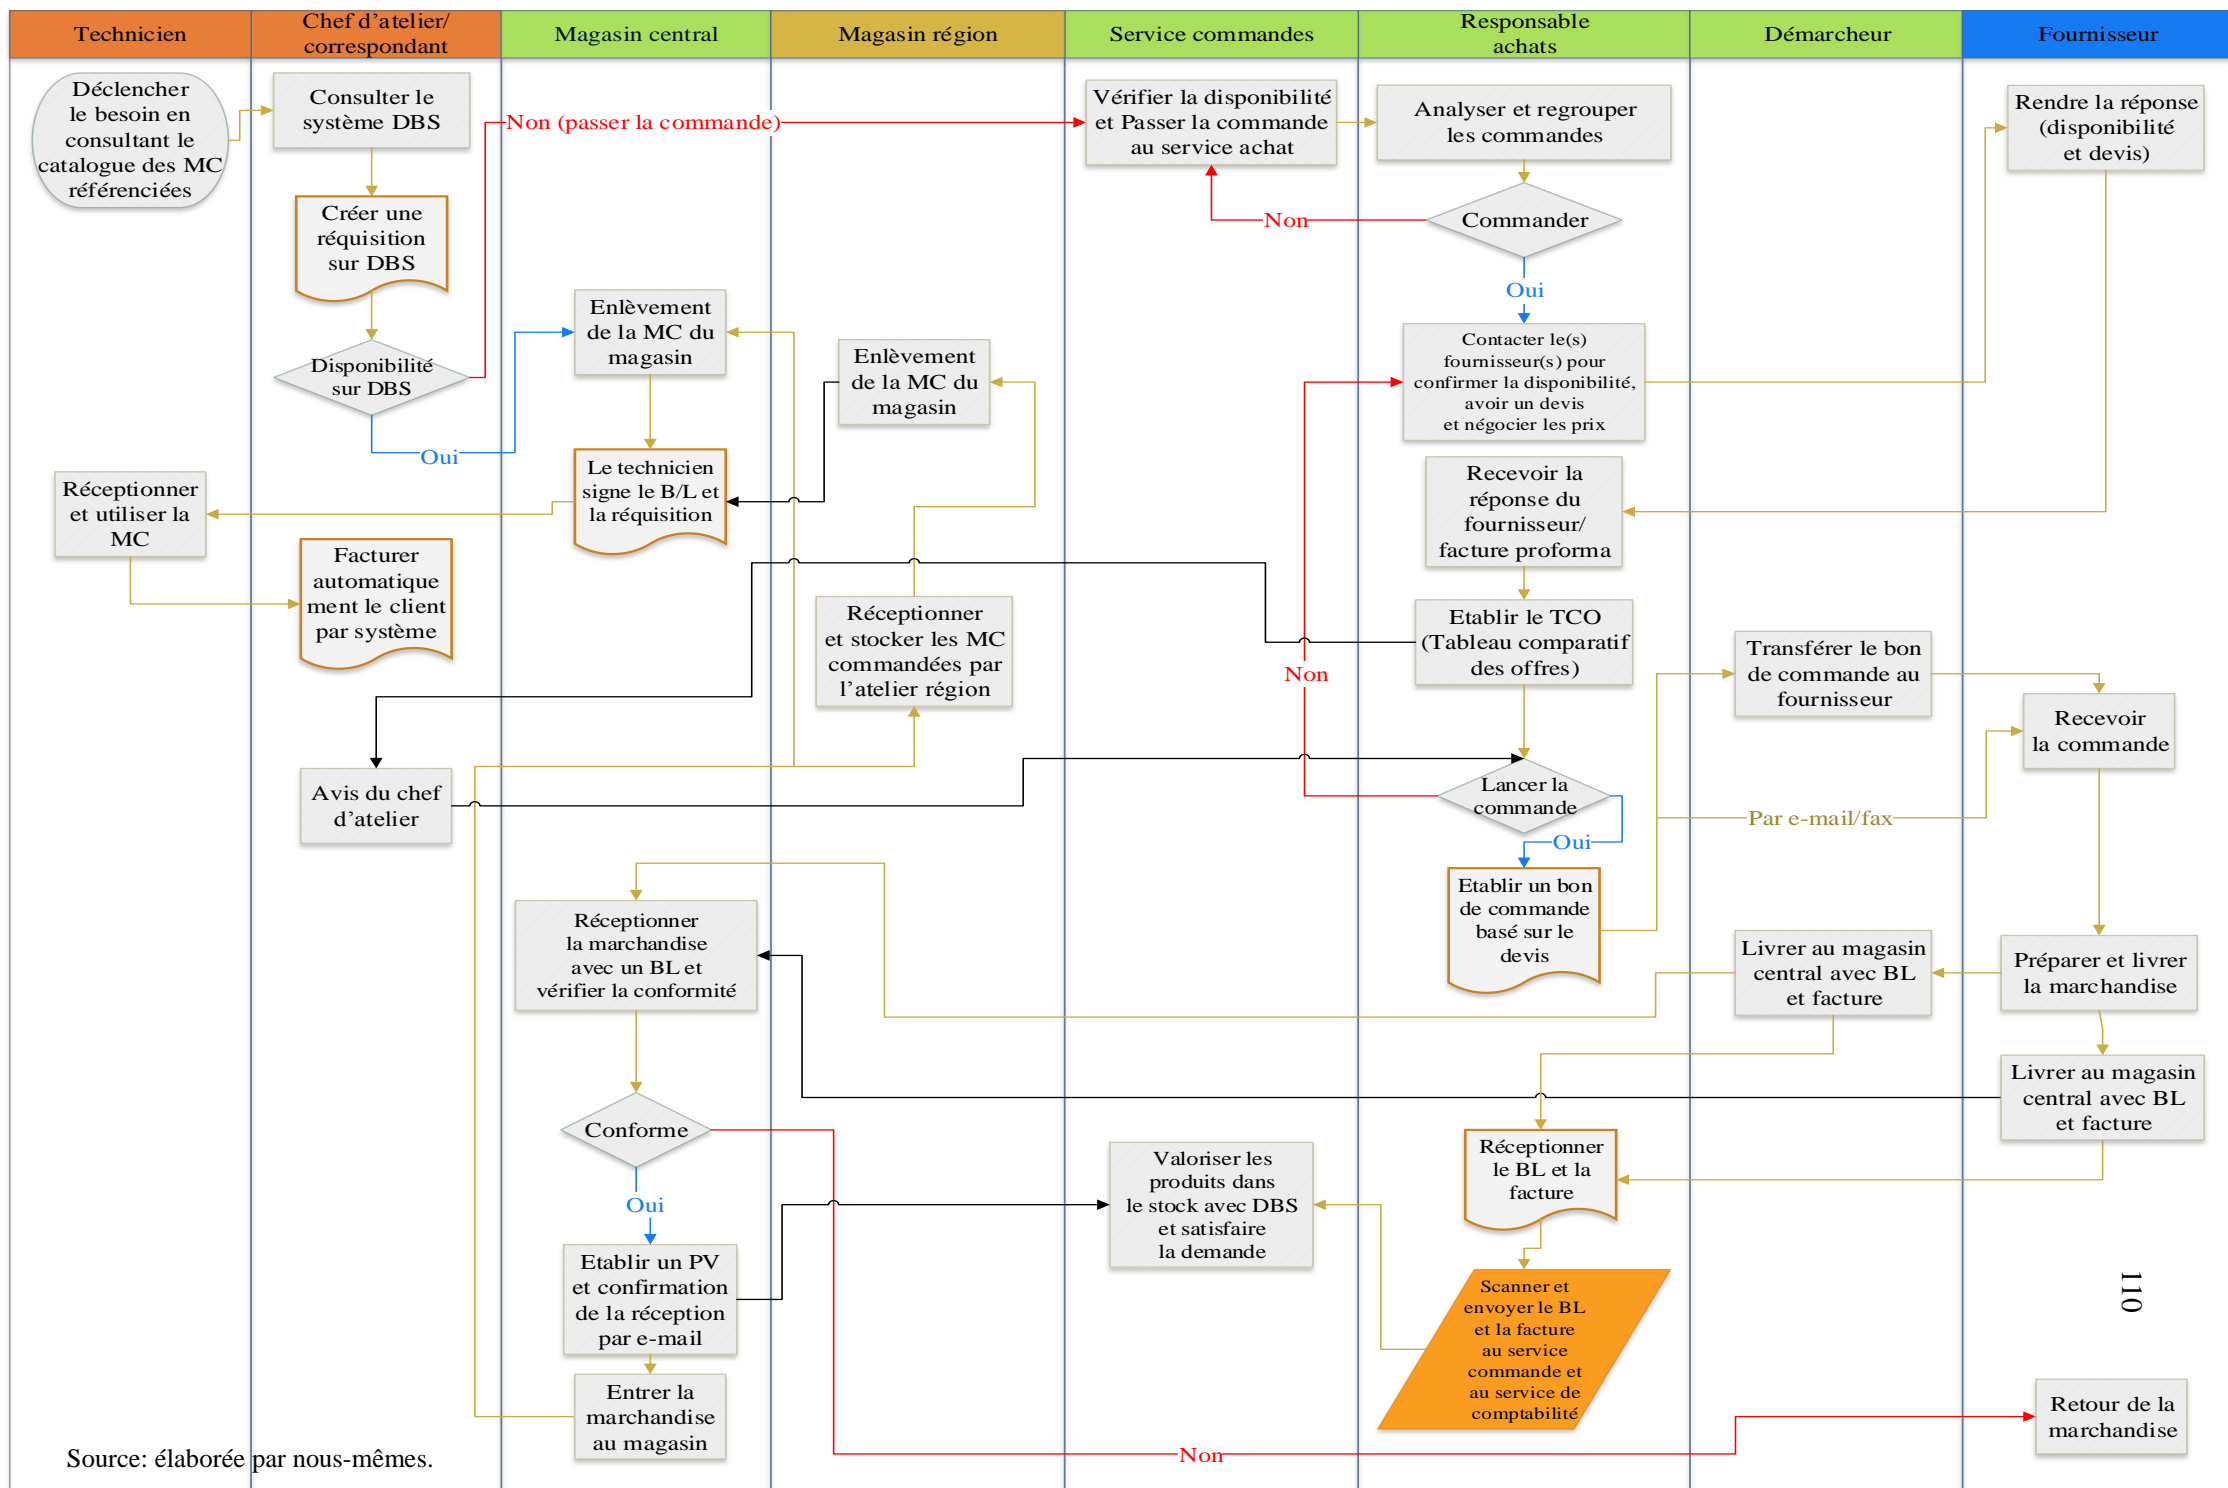 Technicien
Chef d’atelier/
correspondant
Magasin central
Magasin région
Service commandes
Responsable
achats
Démarcheur
Fournisseur
Déclencher
le besoin en
consultant le
catalogue des MC
référenciées
Consulter le
système DBS
Non (passer la commande)
Vérifier la disponibilité
et Passer la commande
au service achat
Analyser et regrouper
les commandes
Rendre la réponse
(disponibilité
et devis)
Créer une
réquisition
sur DBS
Non
Commander
Oui
Disponibilité
sur DBS
Oui
Enlèvement
de la MC du
magasin
Enlèvement
de la MC du
magasin
Contacter le(s)
fournisseur(s) pour
confirmer la disponibilité,
avoir un devis
et négocier les prix
Le technicien
signe le B/L et
la réquisition
Recevoir la
réponse du
fournisseur/
facture proforma
Réceptionner
et utiliser la
MC
Facturer
automatique
ment le client
par système
Réceptionner
et stocker les MC
commandées par
l’atelier région
Etablir le TCO
(Tableau comparatif
des offres)
Non
Transférer le bon
de commande au
fournisseur
Recevoir
la commande
Avis du chef
d’atelier
Lancer la
commande
Par e-mail/fax
Oui
Etablir un bon
de commande
basé sur le
devis
Réceptionner
la marchandise
avec un BL et
vérifier la conformité
Livrer au magasin
central avec BL
et facture
Préparer et livrer
la marchandise
Livrer au magasin
central avec BL
et facture
Conforme
Oui
Valoriser les
produits dans
le stock avec DBS
et satisfaire
la demande
Réceptionner
le BL et la
facture
Etablir un PV
et confirmation
de la réception
par e-mail
Scanner et
envoyer le BL
et la facture
au service
commande et
au service de
comptabilité
110
Entrer la
marchandise
au magasin
Non
Retour de la
marchandise
Source: élaborée par nous-mêmes.